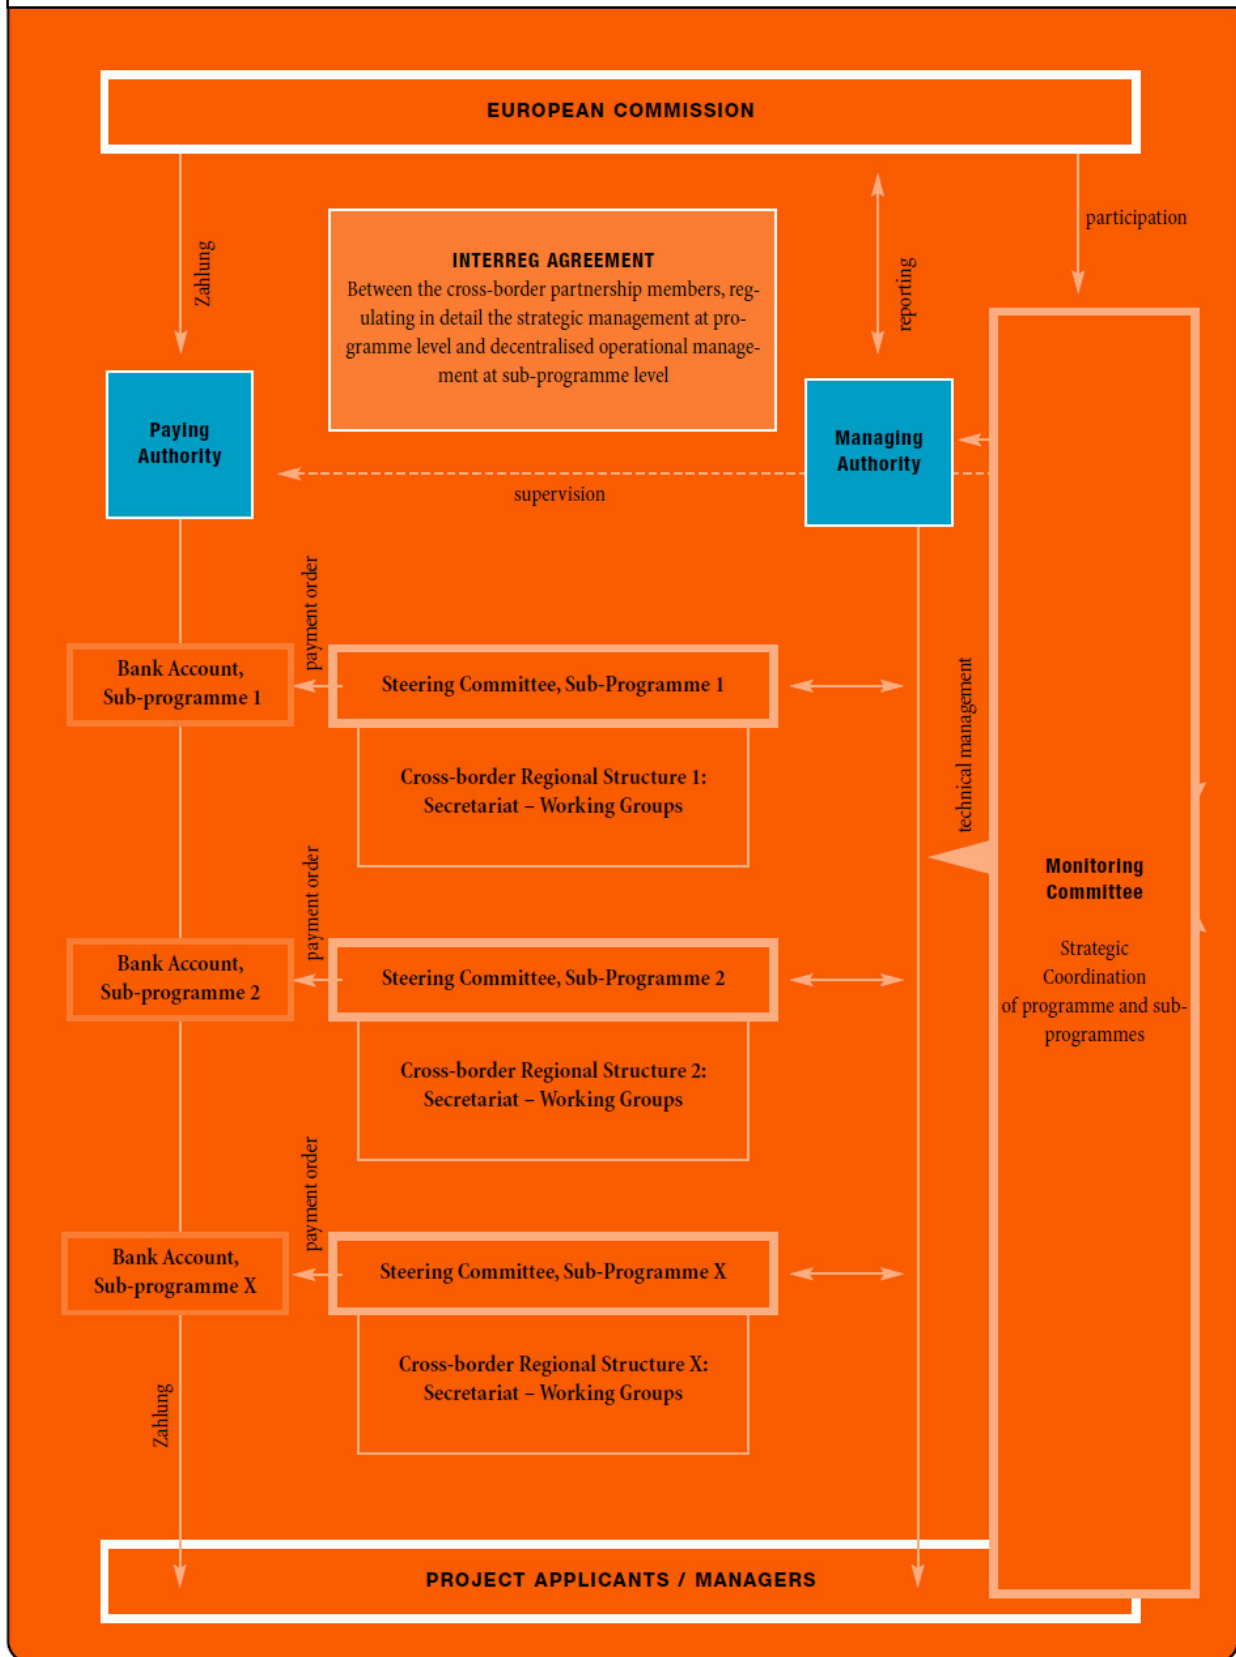 EUROPEAN COMMISSION
participation
Zahlung
INTERREG AGREEMENT
Between the cross-border partnership members, reg-
ulating in detail the strategic management at pro-
gramme level and decentralised operational manage-
ment at sub-programme level
reporting
Paying
Authority
Managing
Authority
supervision
payment order
Bank Account,
Sub-programme 1
Steering Committee, Sub-Programme 1
technical management
Cross-border Regional Structure 1:
Secretariat – Working Groups
Monitoring
Committee
Strategic
Coordination
of programme and sub-
programmes
payment order
Bank Account,
Sub-programme 2
Steering Committee, Sub-Programme 2
Cross-border Regional Structure 2:
Secretariat – Working Groups
payment order
Bank Account,
Sub-programme X
Steering Committee, Sub-Programme X
Cross-border Regional Structure X:
Secretariat – Working Groups
Zahlung
PROJECT APPLICANTS / MANAGERS